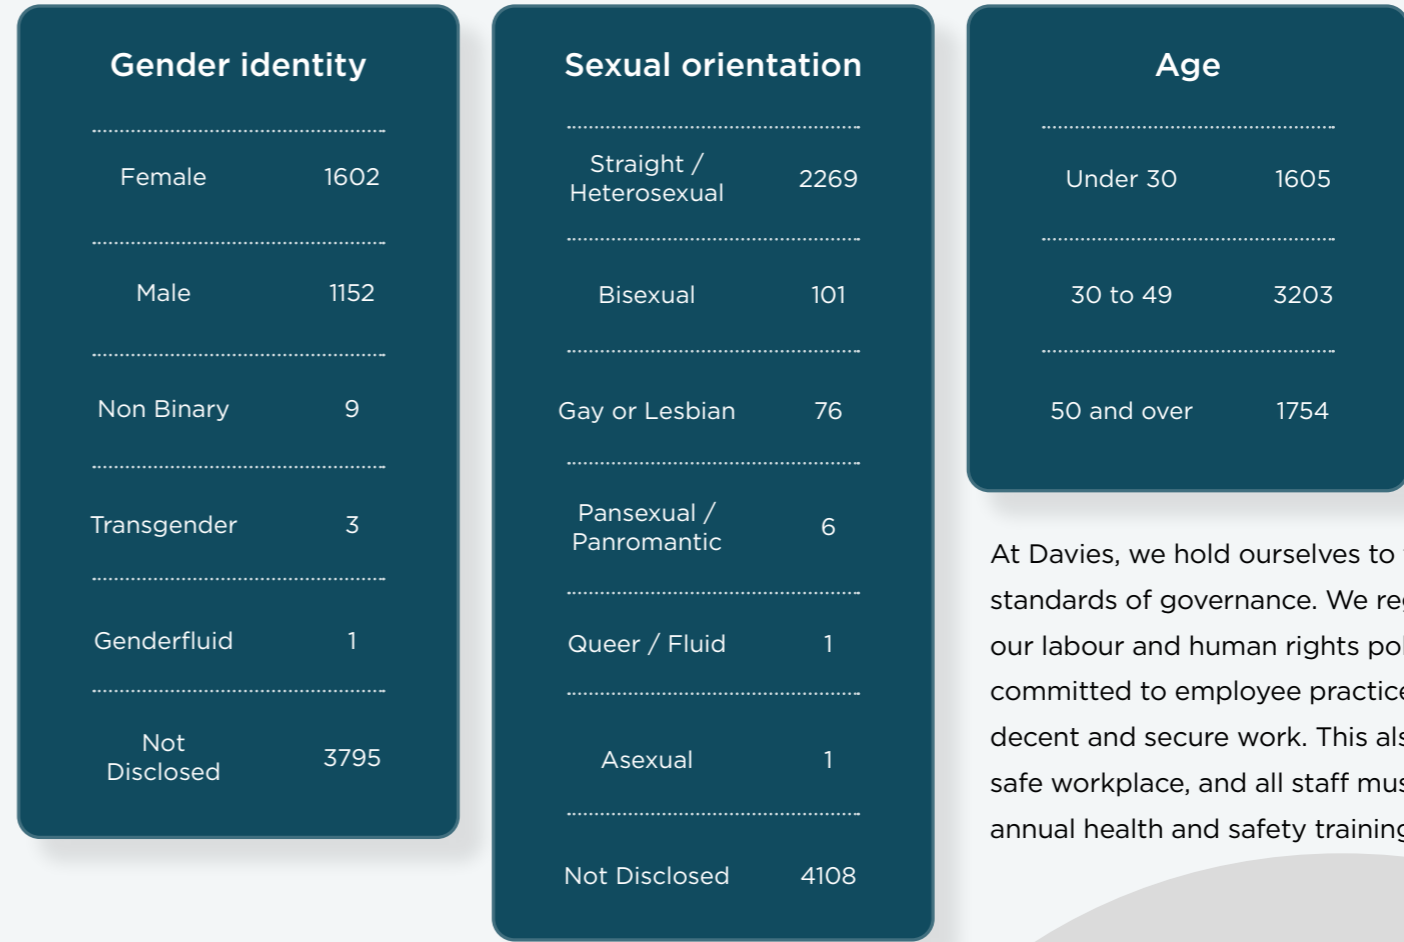 Gender identity
Female 1602
Male 1152
Non Binary 9
Transgender 3
Genderfluid 1
Not
Disclosed 3795
Sexual orientation
Straight /
Heterosexual 2269
Bisexual 101
Gay or Lesbian 76
Pansexual /
Panromantic 6
Queer / Fluid 1
Asexual 1
Not Disclosed 4108
Age
Under 30 1605
30 to 49 3203
50 and over 1754
At Davies, we hold ourselves to
standards of governance. We
our labour and human rights
committed to employee
decent and secure work. This
safe workplace, and all staff
annual health and safety